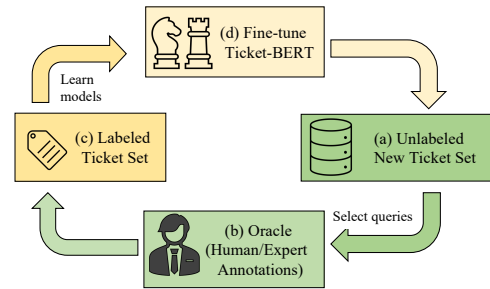 (d) Fine-tune
Ticket-BERT
Learn
models
(c) Labeled
Ticket Set
(a) Unlabeled
New Ticket Set
Select queries
(b) Oracle
(Human/Expert
Annotations)